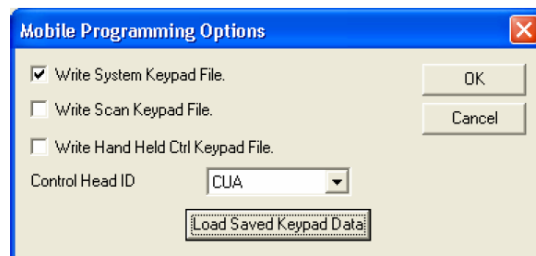 Mobile Programming Options
Write System Keypad File.
OK
Write Scan Keypad File.
Cancel
Write Hand Held Ctrl Keypad File.
Control Head ID
CUA
Load Saved Keypad Data